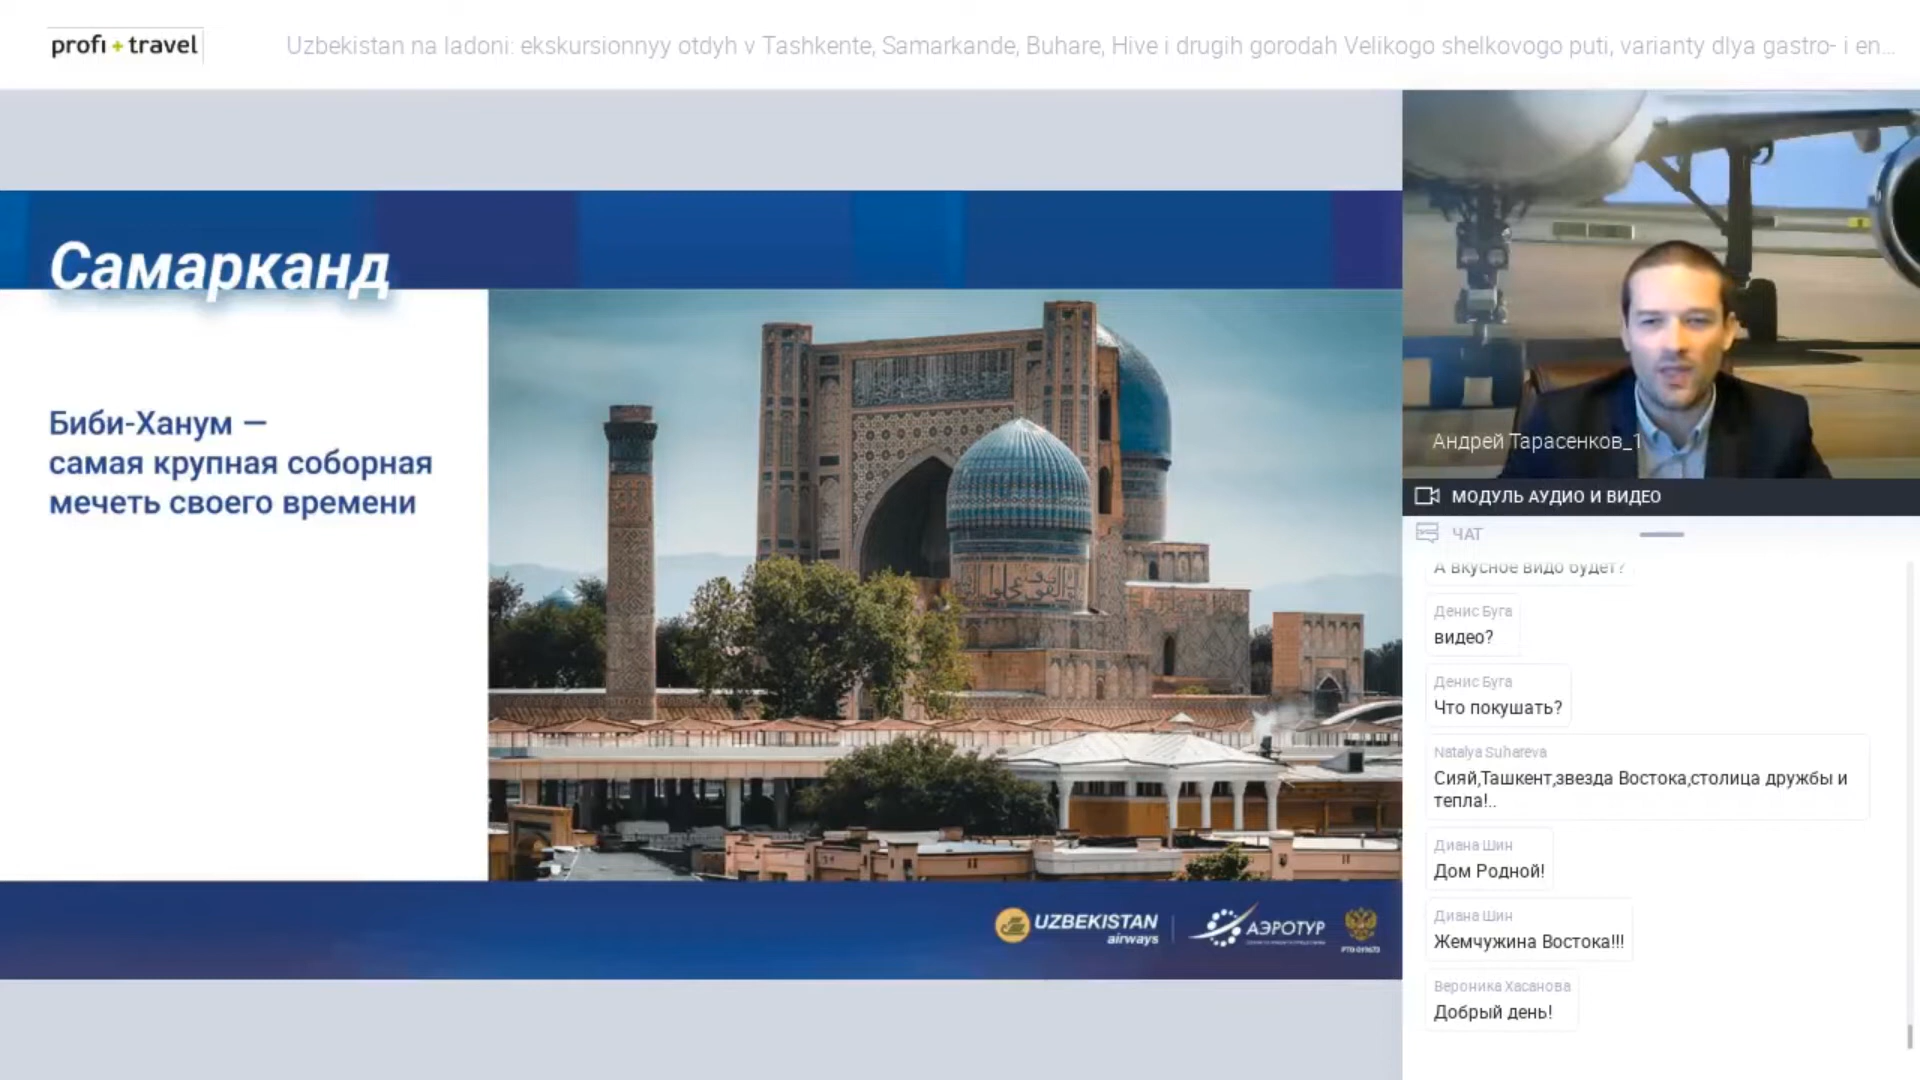 profi + travel
Uzbekistan na ladoni: ekskursionnyy otdyh v Tashkente, Samarkande, Buhare, Hive i drugih gorodah Velikogo shelkovogo puti, varianty dlya gastro- i en...
Самарканд
Биби-Ханум —
самая крупная соборная
мечеть своего времени
UZBEKISTAN
airways
АЭРОТУР
Андрей Тарасенков_1
МОДУЛЬ АУДИО И ВИДЕО
ЧАТ
А вкусное видо будет?
Денис Буга
видео?
Денис Буга
Что покушать?
Natalya Suhareva
Сияй,Ташкент,звезда Востока,столица дружбы и
тепла!..
Диана Шин
Дом Родной!
Диана Шин
Жемчужина Востока!!!
Вероника Хасанова
Добрый день!